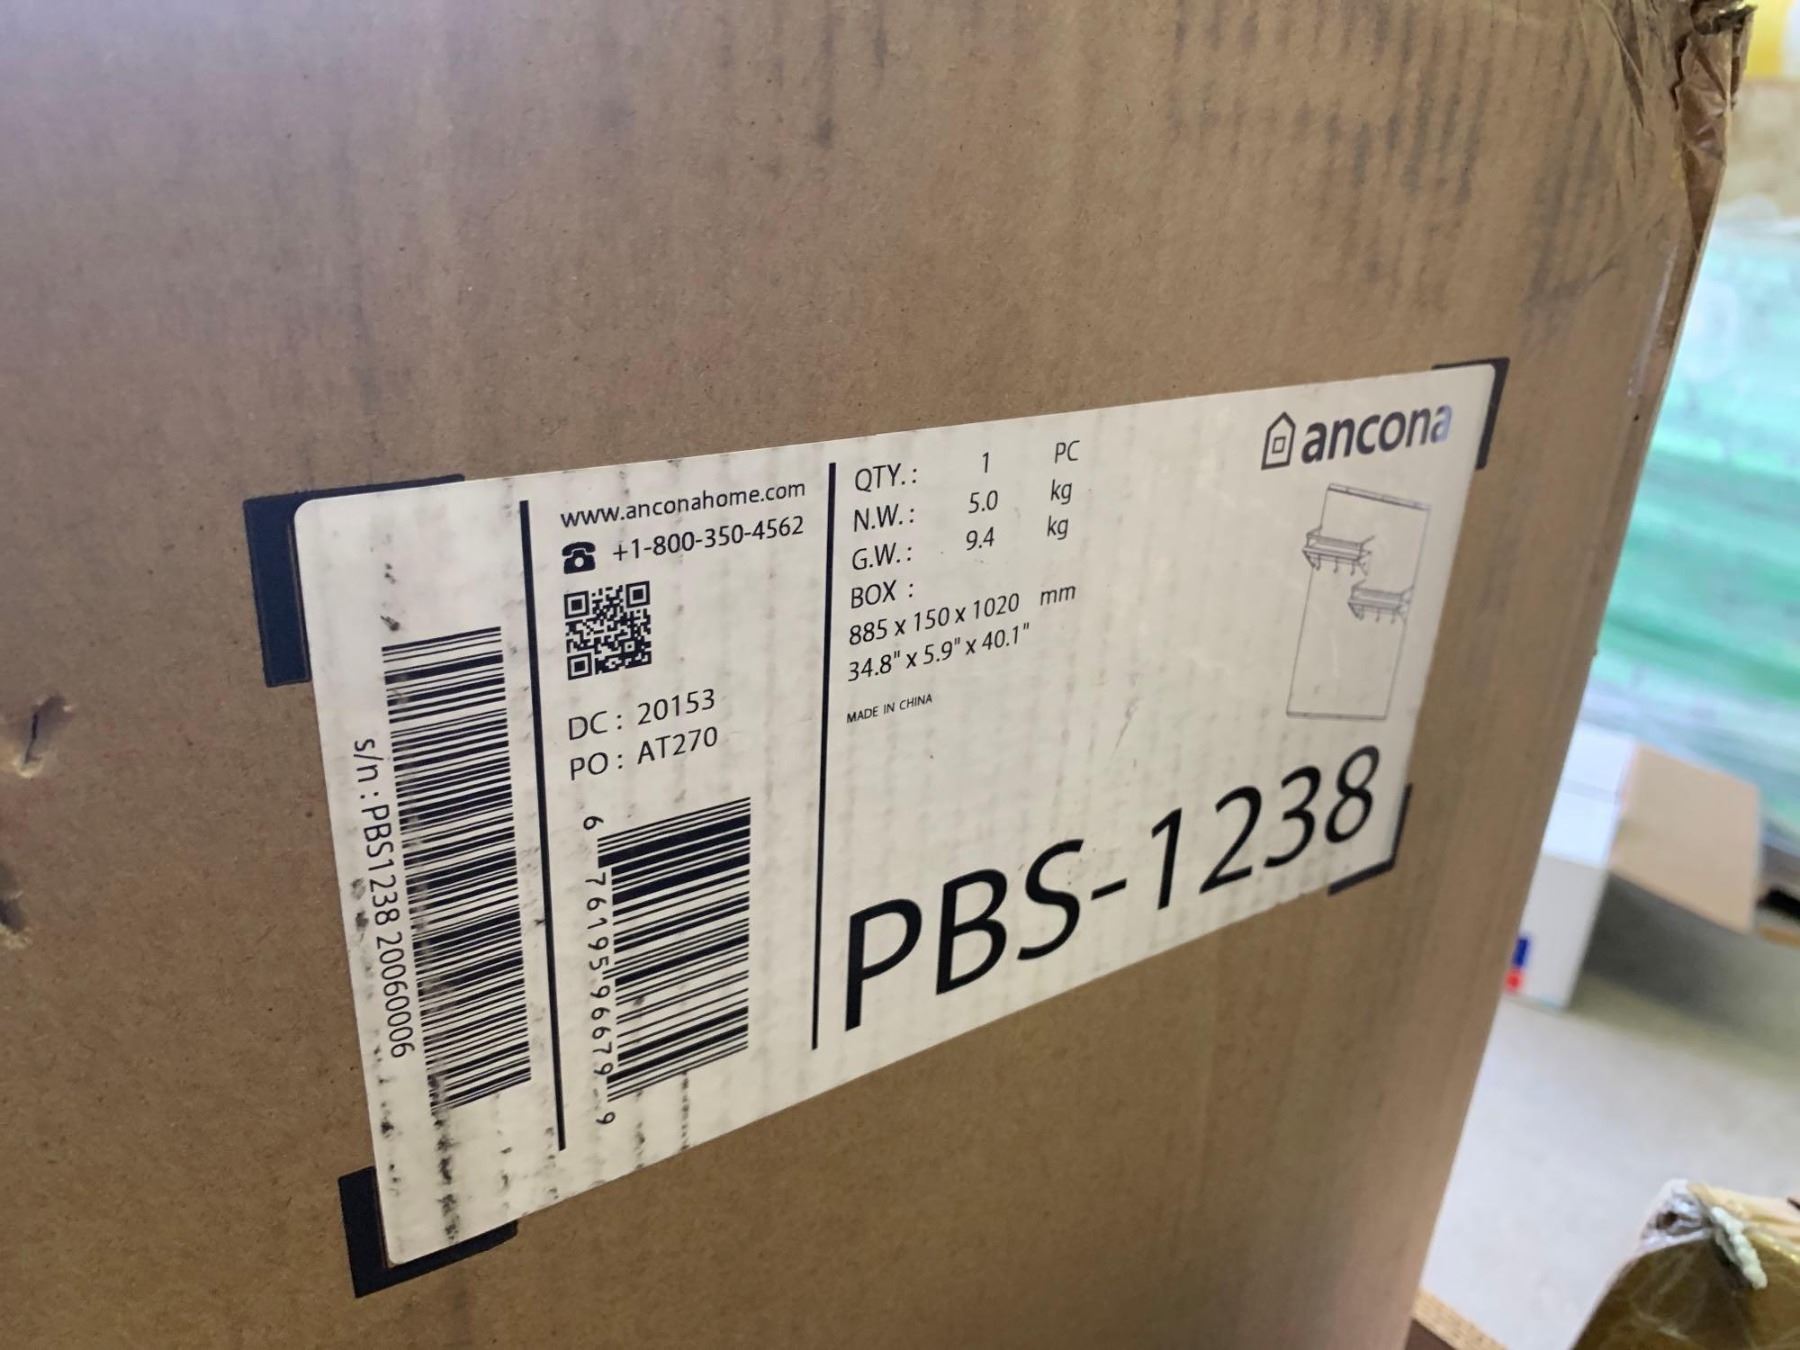 s/n : PBS1238 20060006
www.anconahome.com
+1-800-350-4562
DC : 20153
PO : AT270
6 76195 96679 9
QTY. : 1 PC
N.W. : 5.0 kg
G.W. : 9.4 kg
BOX :
885 x 150 x 1020 mm
34.8" x 5.9" x 40.1"
MADE IN CHINA
ancona
PBS-1238